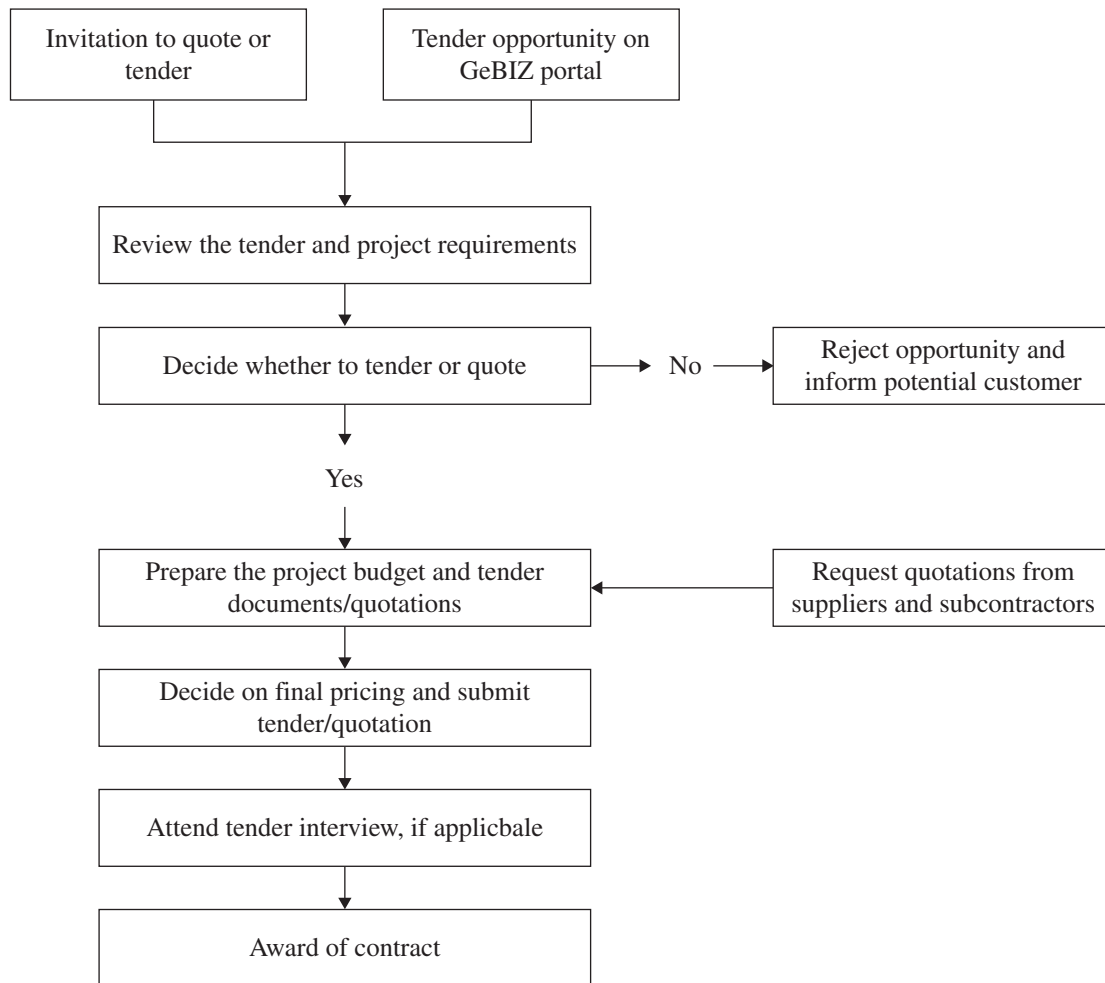 Invitation to quote or
tender
Tender opportunity on
GeBIZ portal
Review the tender and project requirements
Decide whether to tender or quote
No
Reject opportunity and
inform potential customer
Yes
Prepare the project budget and tender
documents/quotations
Request quotations from
suppliers and subcontractors
Decide on final pricing and submit
tender/quotation
Attend tender interview, if applicbale
Award of contract